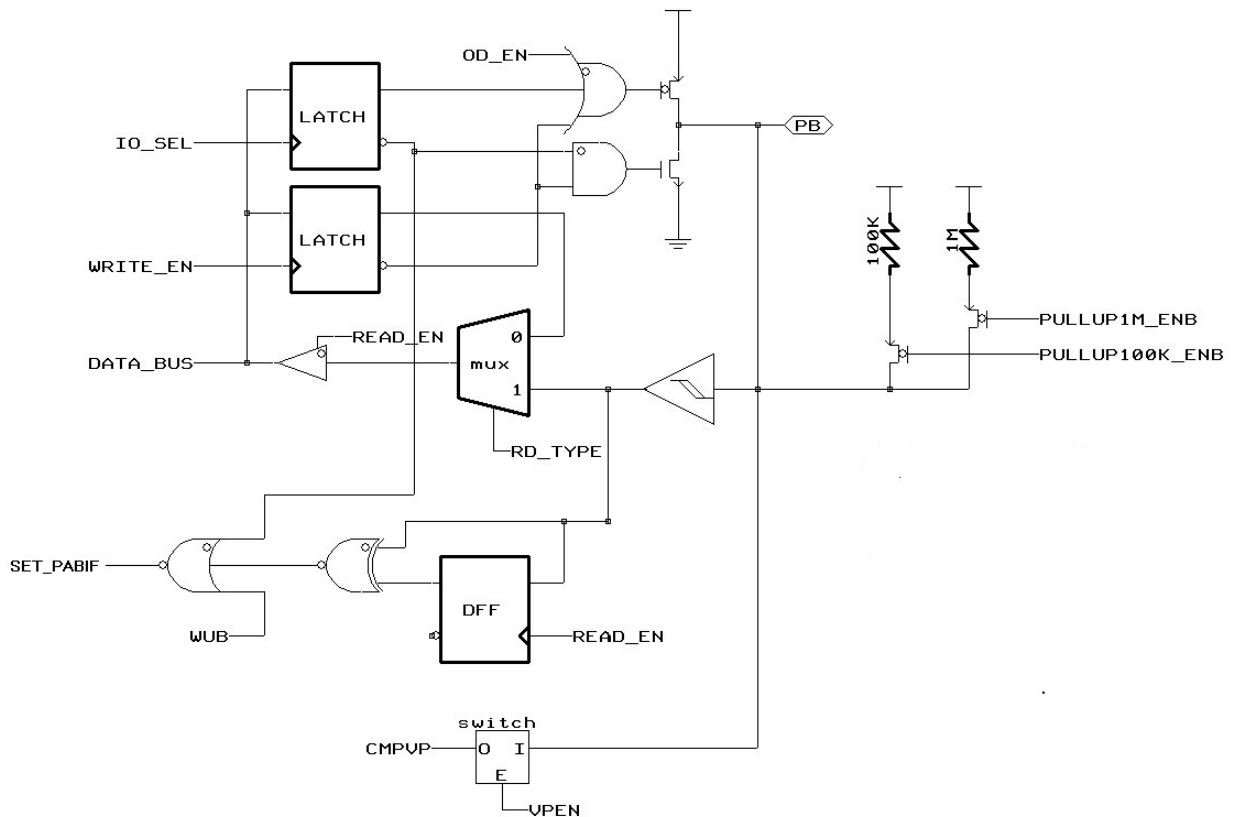 OD_EN
LATCH
PB
IO_SEL
LATCH
100K
1M
WRITE_EN
PULLUP1M_ENB
READ_EN
0
PULLUP100K_ENB
DATA_BUS
mux
1
RD_TYPE
SET_PABIF
DFF
WUB
READ_EN
switch
CMPVP
O I
E
VPEN